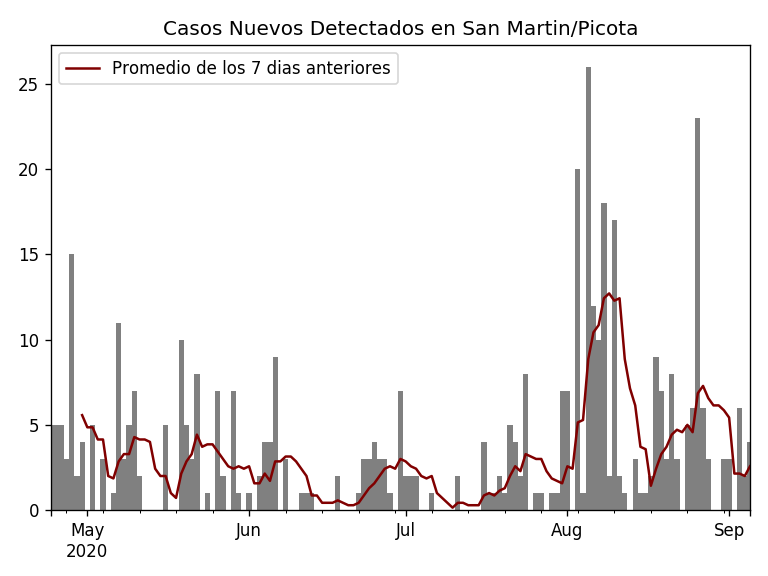 Casos Nuevos Detectados en San Martin/Picota
Promedio de los 7 dias anteriores
25
20
15
10
5
0
May Jun Jul Aug Sep
2020